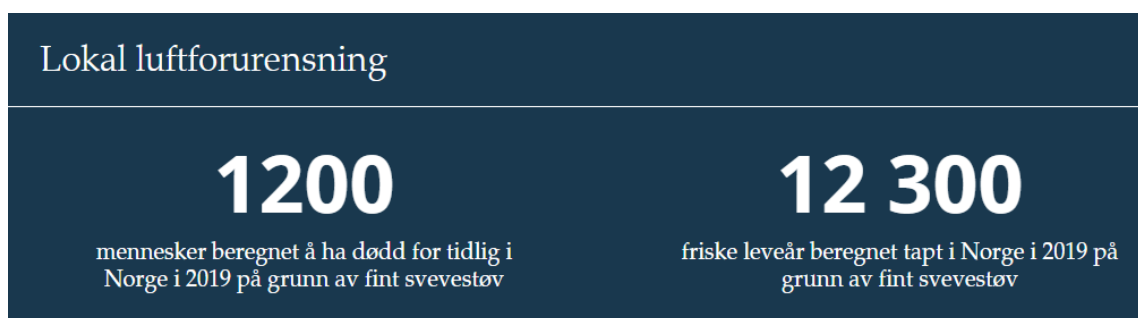 Lokal luftforurensning
1200
mennesker beregnet å ha dødd for tidlig i
Norge i 2019 på grunn av fint svevestøv
12 300
friske leveår beregnet tapt i Norge i 2019 på
grunn av fint svevestøv